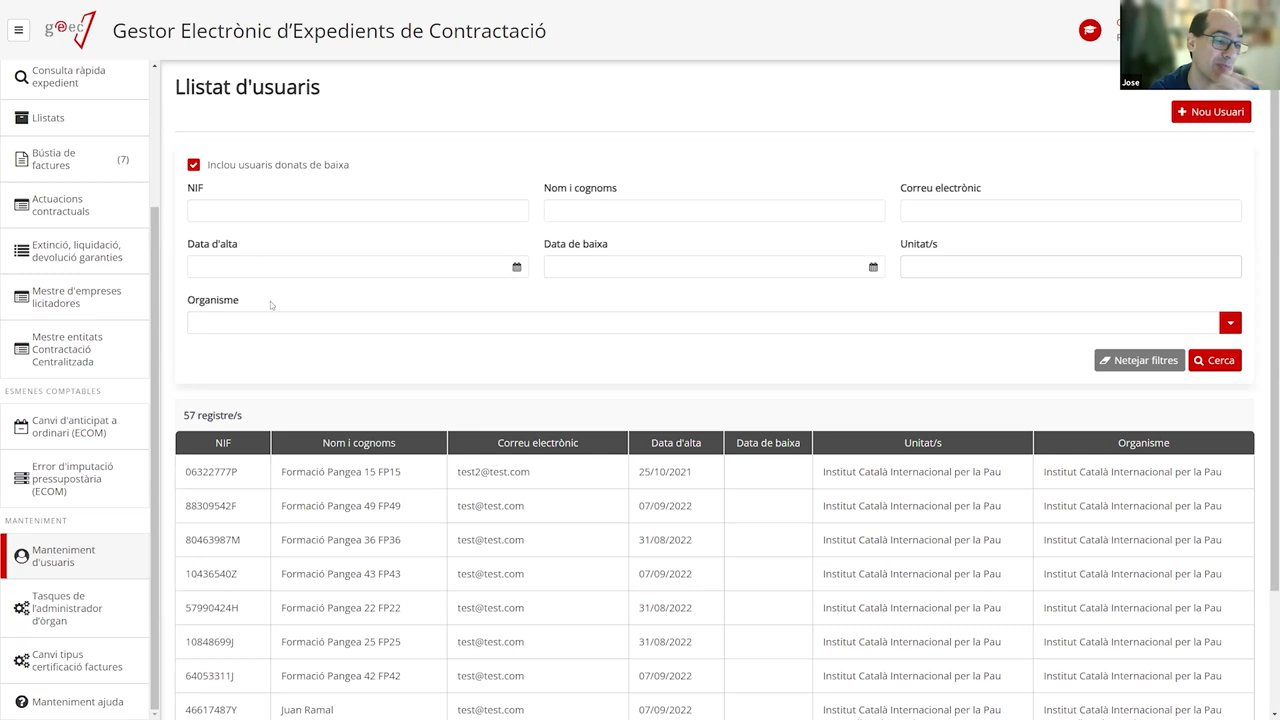 geec
Gestor Electrònic d'Expedients de Contractació
Jose
Consulta ràpida
expedient
Llistats
Bústia de
factures
(7)
Actuacions
contractuals
Extinció, liquidació,
devolució garanties
Mestre d'empreses
licitadores
Mestre entitats
Contractació
Centralitzada
ESMENES COMPTABLES
Canvi d'anticipat a
ordinari (ECOM)
Error d'imputació
pressupostària
(ECOM)
MANTENIMENT
Manteniment
d'usuaris
Tasques de
l'administrador
d'òrgan
Canvi tipus
certificació factures
Manteniment ajuda
Llistat d'usuaris
+ Nou Usuari
Inclou usuaris donats de baixa
NIF Nom i cognoms Correu electrònic
Data d'alta Data de baixa Unitat/s
Organisme
Netejar filtres Cerca
57 registre/s
NIF Nom i cognoms Correu electrònic Data d'alta Data de baixa Unitat/s Organisme
06322777P Formació Pangea 15 FP15 test2@test.com 25/10/2021 Institut Català Internacional per la Pau Institut Català Internacional per la Pau
88309542F Formació Pangea 49 FP49 test@test.com 07/09/2022 Institut Català Internacional per la Pau Institut Català Internacional per la Pau
80463987M Formació Pangea 36 FP36 test@test.com 31/08/2022 Institut Català Internacional per la Pau Institut Català Internacional per la Pau
10436540Z Formació Pangea 43 FP43 test@test.com 07/09/2022 Institut Català Internacional per la Pau Institut Català Internacional per la Pau
57990424H Formació Pangea 22 FP22 test@test.com 31/08/2022 Institut Català Internacional per la Pau Institut Català Internacional per la Pau
10848699J Formació Pangea 25 FP25 test@test.com 31/08/2022 Institut Català Internacional per la Pau Institut Català Internacional per la Pau
64053311J Formació Pangea 42 FP42 test@test.com 07/09/2022 Institut Català Internacional per la Pau Institut Català Internacional per la Pau
46617487Y Juan Ramal test@test.com 07/09/2022 Institut Català Internacional per la Pau Institut Català Internacional per la Pau